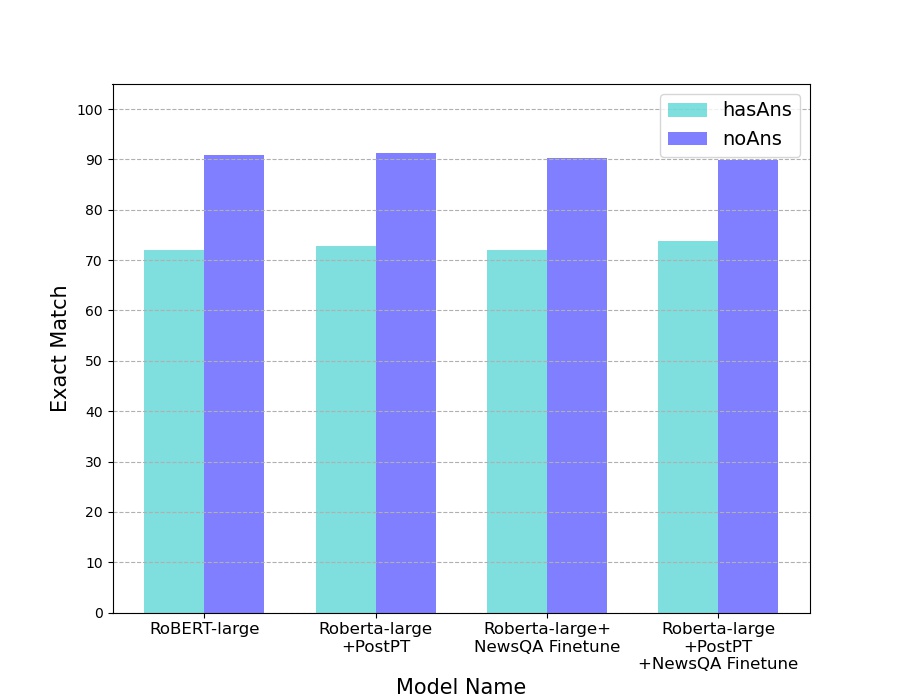 100
90
80
70
60
50
40
30
20
10
0
Exact Match
hasAns
noAns
RoBERT-large
Roberta-large
+PostPT
Roberta-large+
NewsQA Finetune
Roberta-large
+PostPT
+NewsQA Finetune
Model Name